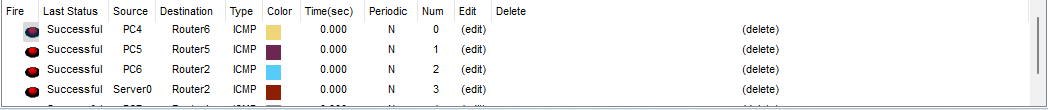 Fire Last Status Source Destination Type Color Time(sec) Periodic Num Edit Delete
Successful PC4 Router6 ICMP 0.000 N 0 (edit) (delete)
Successful PC5 Router5 ICMP 0.000 N 1 (edit) (delete)
Successful PC6 Router2 ICMP 0.000 N 2 (edit) (delete)
Successful Server0 Router2 ICMP 0.000 N 3 (edit) (delete)